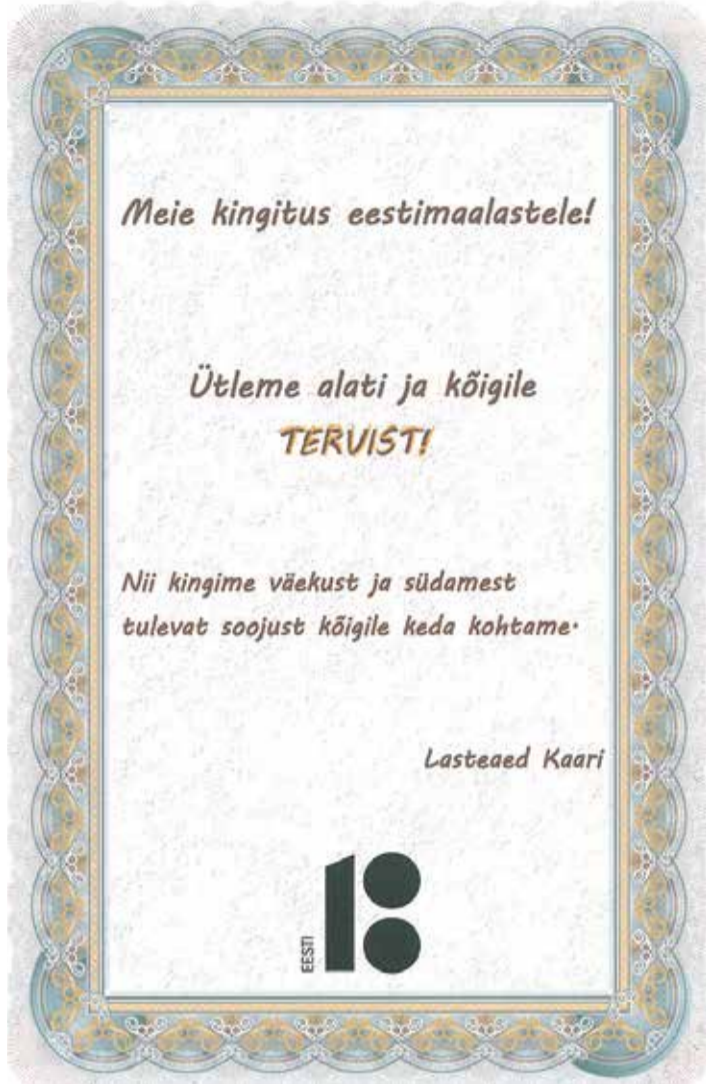 Meie kingitus eestimaalastele!
Ütleme alati ja kõigile
TERVIST!
Nii kingime väekust ja südamest
tulevat soojust kõigile keda kohtame.
Lasteaed Kaari
EESTI
100